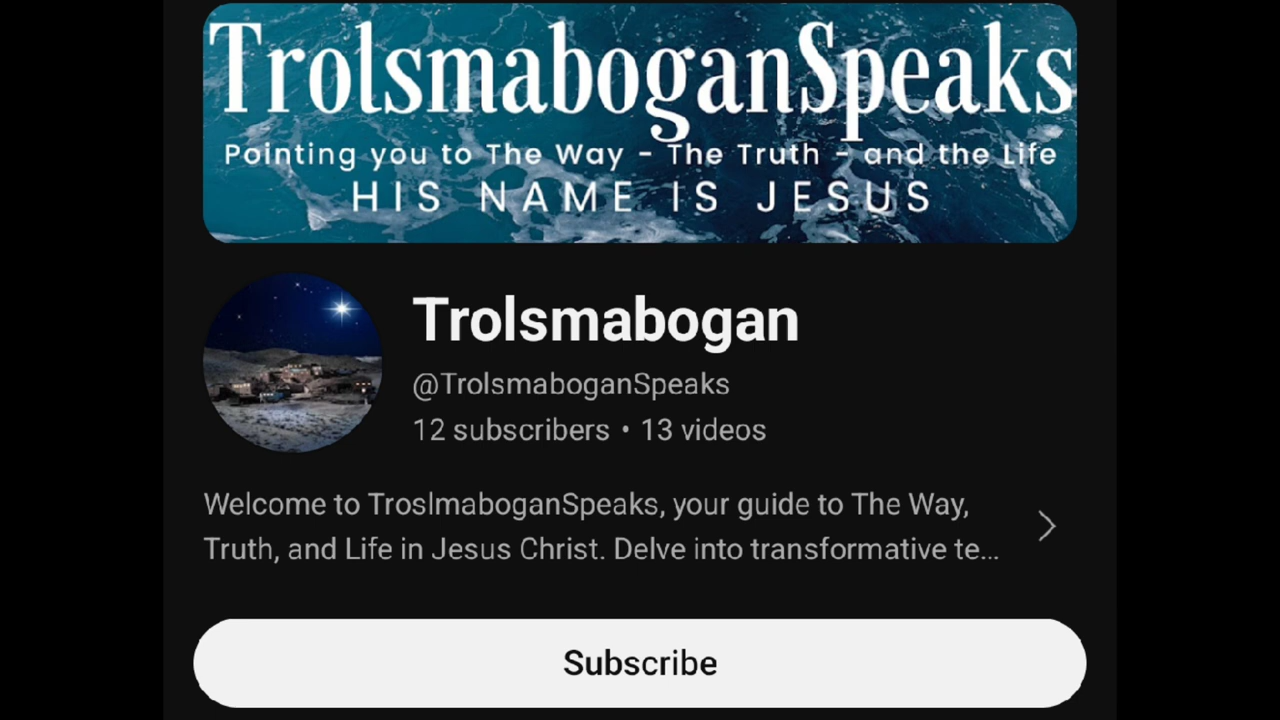 TrolsmaboganSpeaks
Pointing you to The Way - The Truth - and the Life
HIS NAME IS JESUS
Trolsmabogan
@TrolsmaboganSpeaks
12 subscribers • 13 videos
Welcome to TroslmaboganSpeaks, your guide to The Way,
Truth, and Life in Jesus Christ. Delve into transformative te...
Subscribe